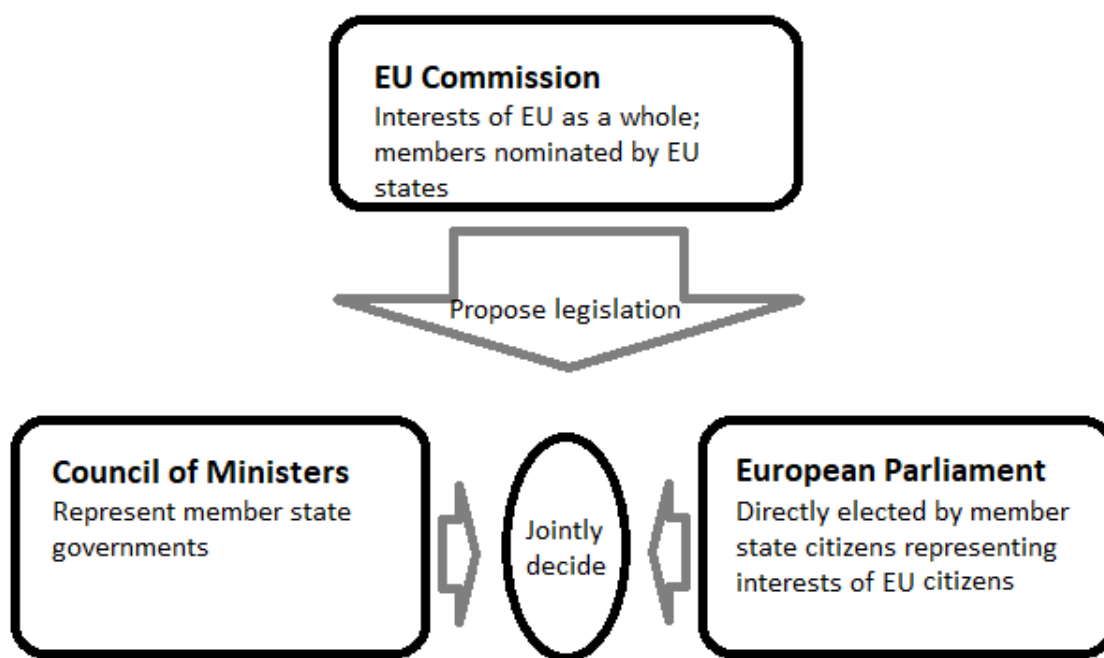 EU Commission
Interests of EU as a whole;
members nominated by EU
states
Propose legislation
Council of Ministers
Represent member state
governments
Jointly
decide
European Parliament
Directly elected by member
state citizens representing
interests of EU citizens